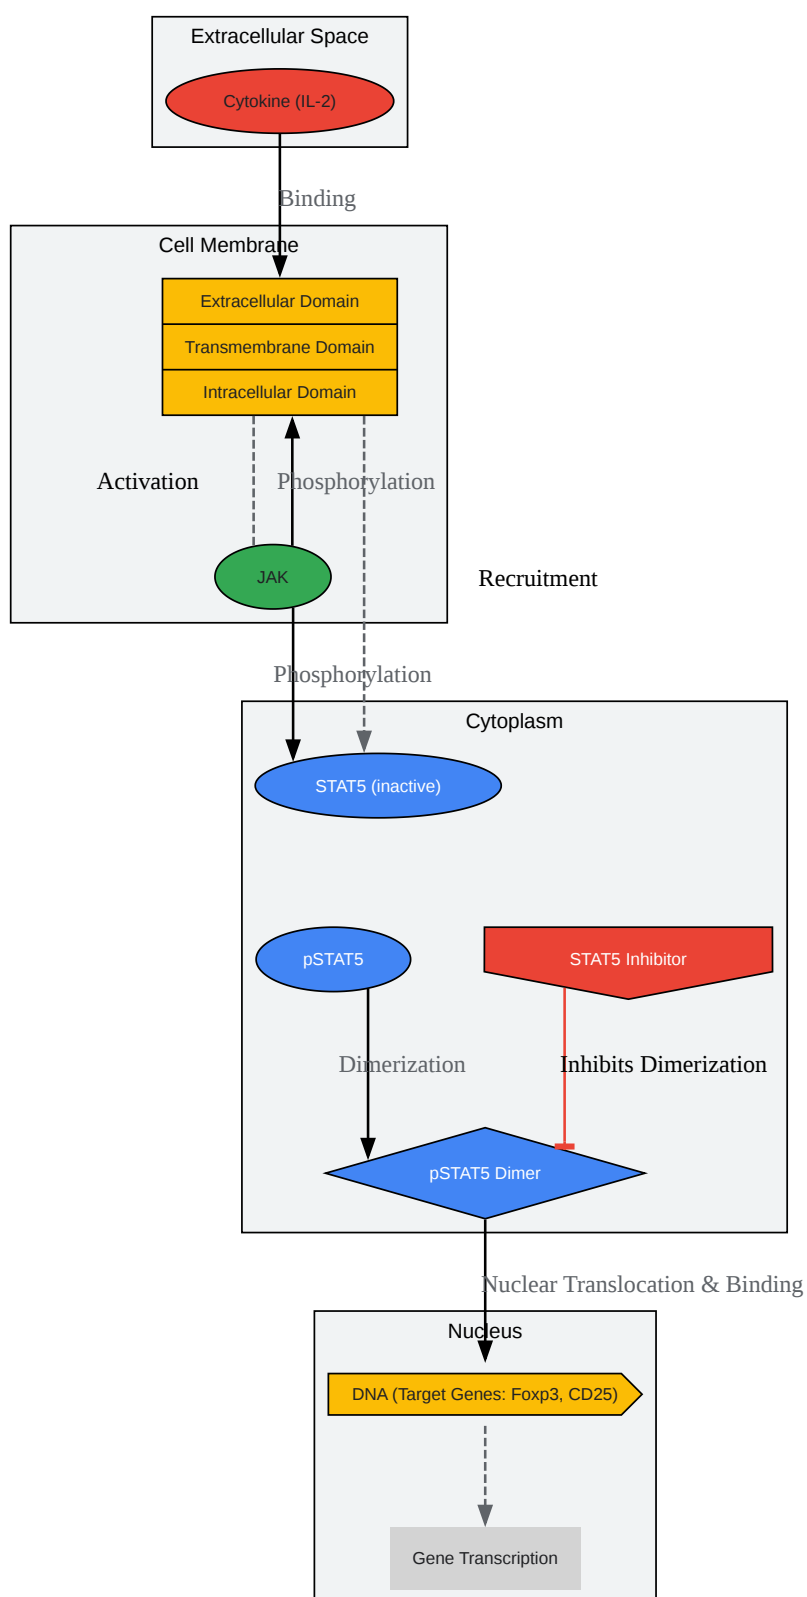 Extracellular Space
Cytokine (IL-2)
Binding
Cell Membrane
Extracellular Domain
Transmembrane Domain
Intracellular Domain
Activation
Phosphorylation
JAK
Recruitment
Phosphorylation
Cytoplasm
STAT5 (inactive)
pSTAT5
STAT5 Inhibitor
Dimerization
Inhibits Dimerization
pSTAT5 Dimer
Nuclear Translocation & Binding
Nucleus
DNA (Target Genes: Foxp3, CD25)
Gene Transcription